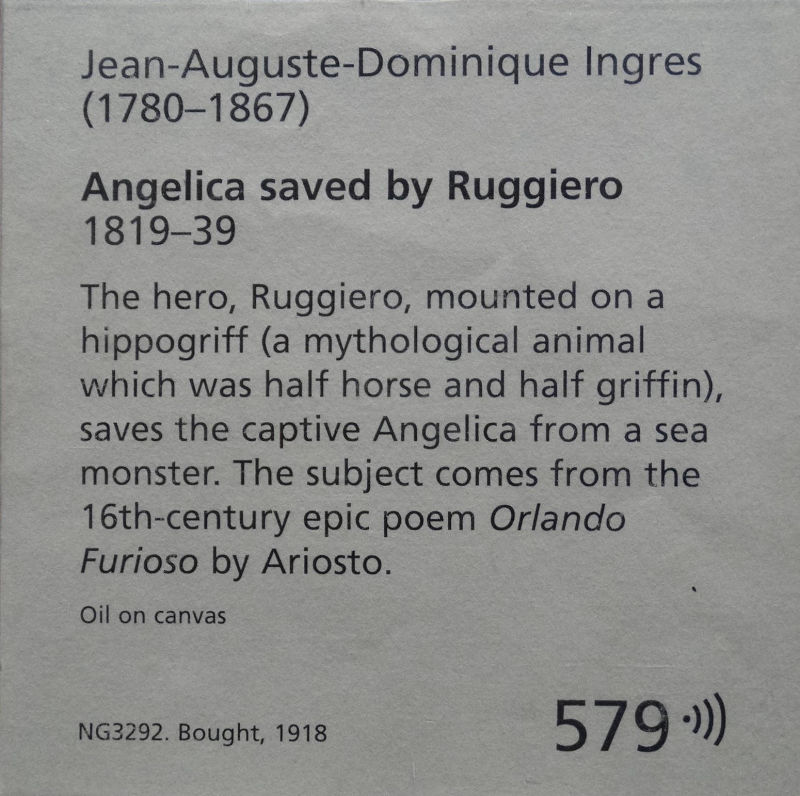 Jean-Auguste-Dominique Ingres
(1780–1867)
Angelica saved by Ruggiero
1819–39
The hero, Ruggiero, mounted on a
hippogriff (a mythological animal
which was half horse and half griffin),
saves the captive Angelica from a sea
monster. The subject comes from the
16th-century epic poem Orlando
Furioso by Ariosto.
Oil on canvas
NG3292. Bought, 1918
579